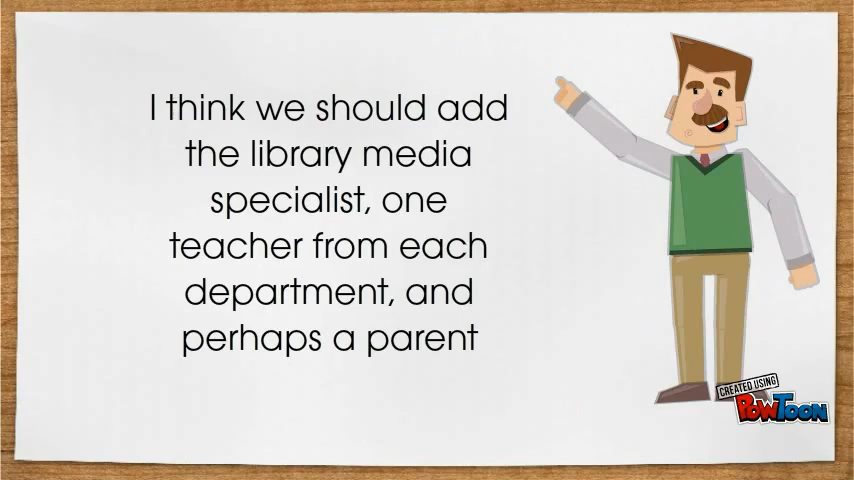 I think we should add
the library media
specialist, one
teacher from each
department, and
perhaps a parent
CREATED USING
POWTOON